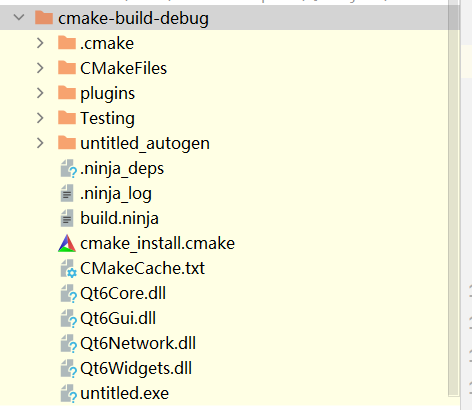 cmake-build-debug
.cmake
CMakeFiles
plugins
Testing
untitled_autogen
.ninja_deps
.ninja_log
build.ninja
cmake_install.cmake
CMakeCache.txt
Qt6Core.dll
Qt6Gui.dll
Qt6Network.dll
Qt6Widgets.dll
untitled.exe